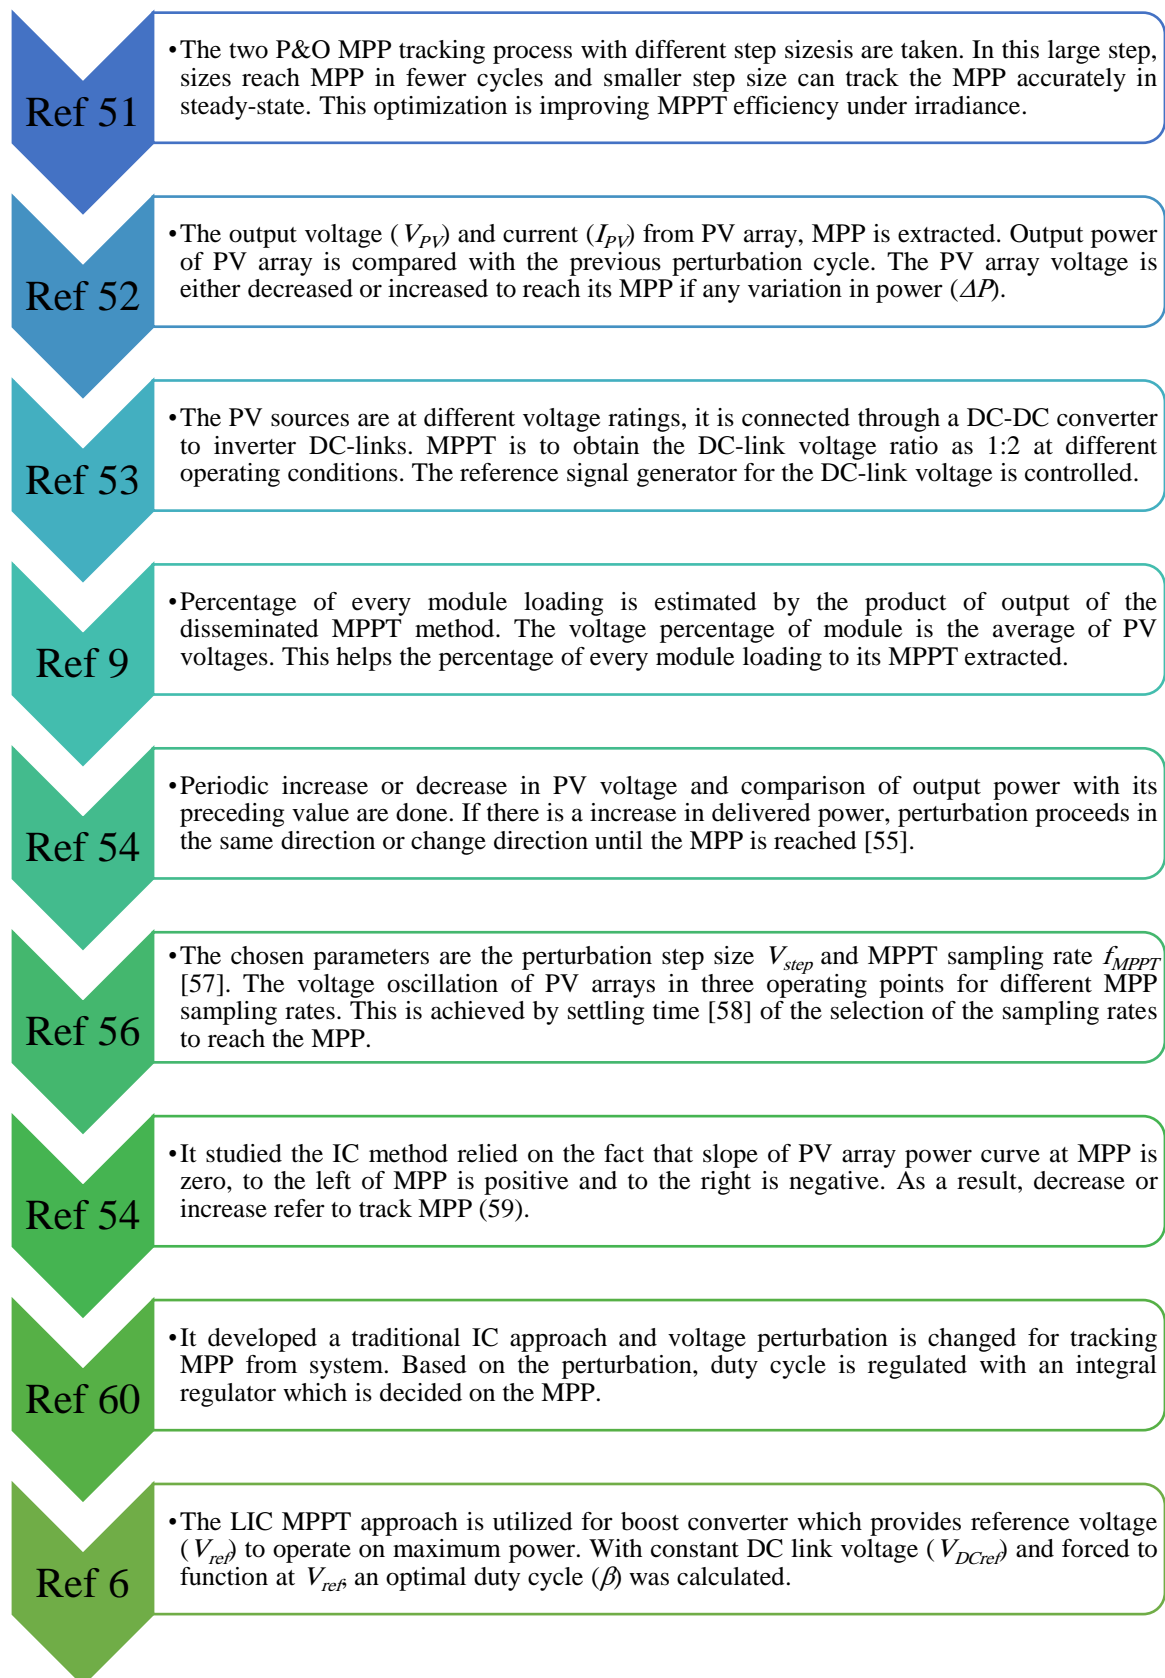 Ref 51
•The two P&O MPP tracking process with different step sizesis are taken. In this large step,
sizes reach MPP in fewer cycles and smaller step size can track the MPP accurately in
steady-state. This optimization is improving MPPT efficiency under irradiance.
Ref 52
•The output voltage (V_PV) and current (I_PV) from PV array, MPP is extracted. Output power
of PV array is compared with the previous perturbation cycle. The PV array voltage is
either decreased or increased to reach its MPP if any variation in power (ΔP).
Ref 53
•The PV sources are at different voltage ratings, it is connected through a DC-DC converter
to inverter DC-links. MPPT is to obtain the DC-link voltage ratio as 1:2 at different
operating conditions. The reference signal generator for the DC-link voltage is controlled.
Ref 9
•Percentage of every module loading is estimated by the product of output of the
disseminated MPPT method. The voltage percentage of module is the average of PV
voltages. This helps the percentage of every module loading to its MPPT extracted.
Ref 54
•Periodic increase or decrease in PV voltage and comparison of output power with its
preceding value are done. If there is a increase in delivered power, perturbation proceeds in
the same direction or change direction until the MPP is reached [55].
Ref 56
•The chosen parameters are the perturbation step size V_step and MPPT sampling rate f_MPPT
[57]. The voltage oscillation of PV arrays in three operating points for different MPP
sampling rates. This is achieved by settling time [58] of the selection of the sampling rates
to reach the MPP.
Ref 54
•It studied the IC method relied on the fact that slope of PV array power curve at MPP is
zero, to the left of MPP is positive and to the right is negative. As a result, decrease or
increase refer to track MPP (59).
Ref 60
•It developed a traditional IC approach and voltage perturbation is changed for tracking
MPP from system. Based on the perturbation, duty cycle is regulated with an integral
regulator which is decided on the MPP.
Ref 6
•The LIC MPPT approach is utilized for boost converter which provides reference voltage
(V_ref) to operate on maximum power. With constant DC link voltage (V_DCref) and forced to
function at V_ref, an optimal duty cycle (β) was calculated.